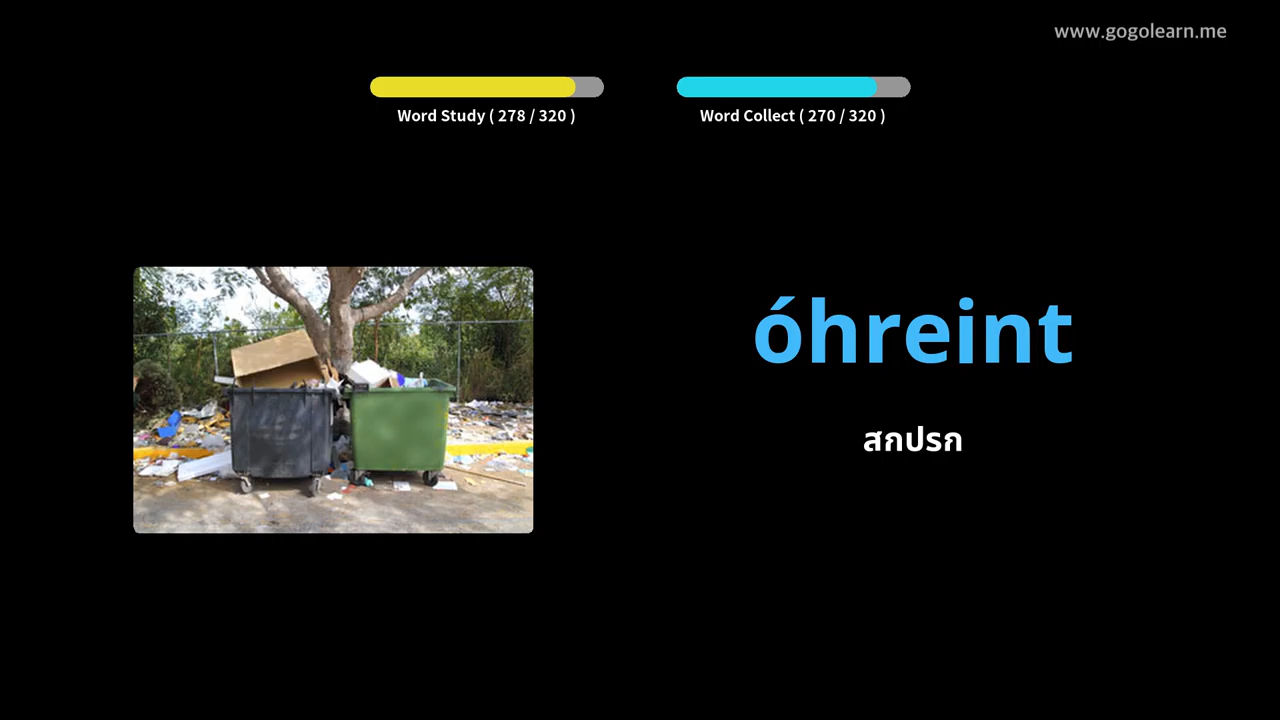 www.gogolearn.me
Word Study ( 278 / 320 )
Word Collect ( 270 / 320 )
óhreint
สกปรก